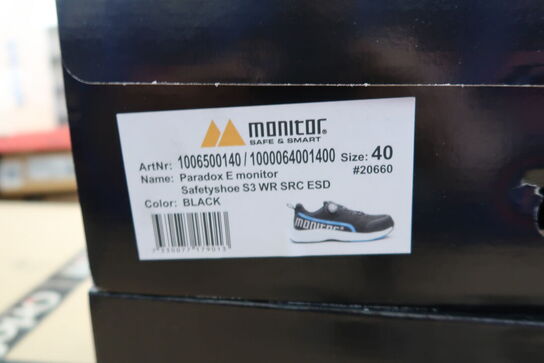 monitor®
SAFE & SMART
ArtNr: 1006500140 / 1000064001400 Size: 40
#20660
Name: Paradox E monitor
Safetyshoe S3 WR SRC ESD
Color: BLACK
monitor